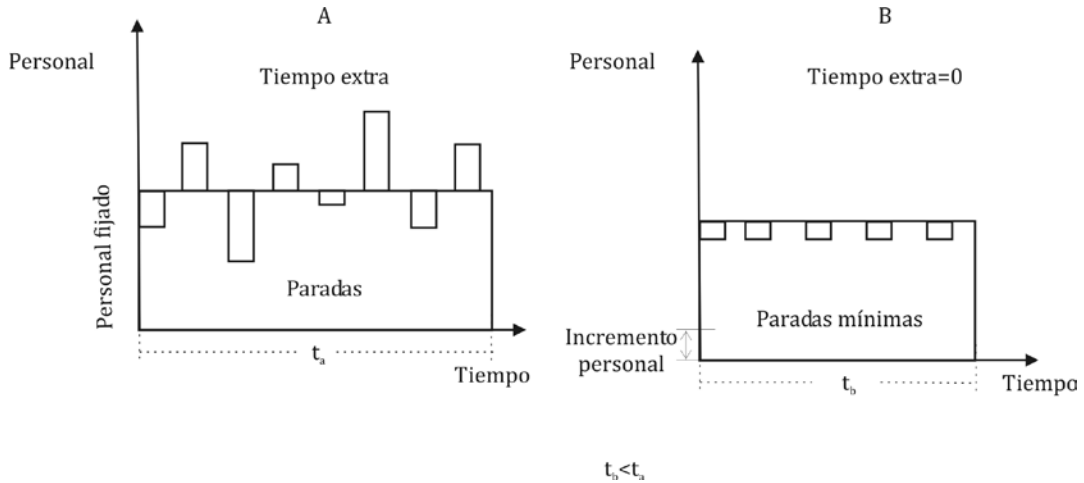 A
Personal
Tiempo extra
Personal fijado
Paradas
tₐ
Tiempo
B
Personal
Tiempo extra=0
Paradas mínimas
Incremento
personal
t_b
Tiempo
t_b<tₐ